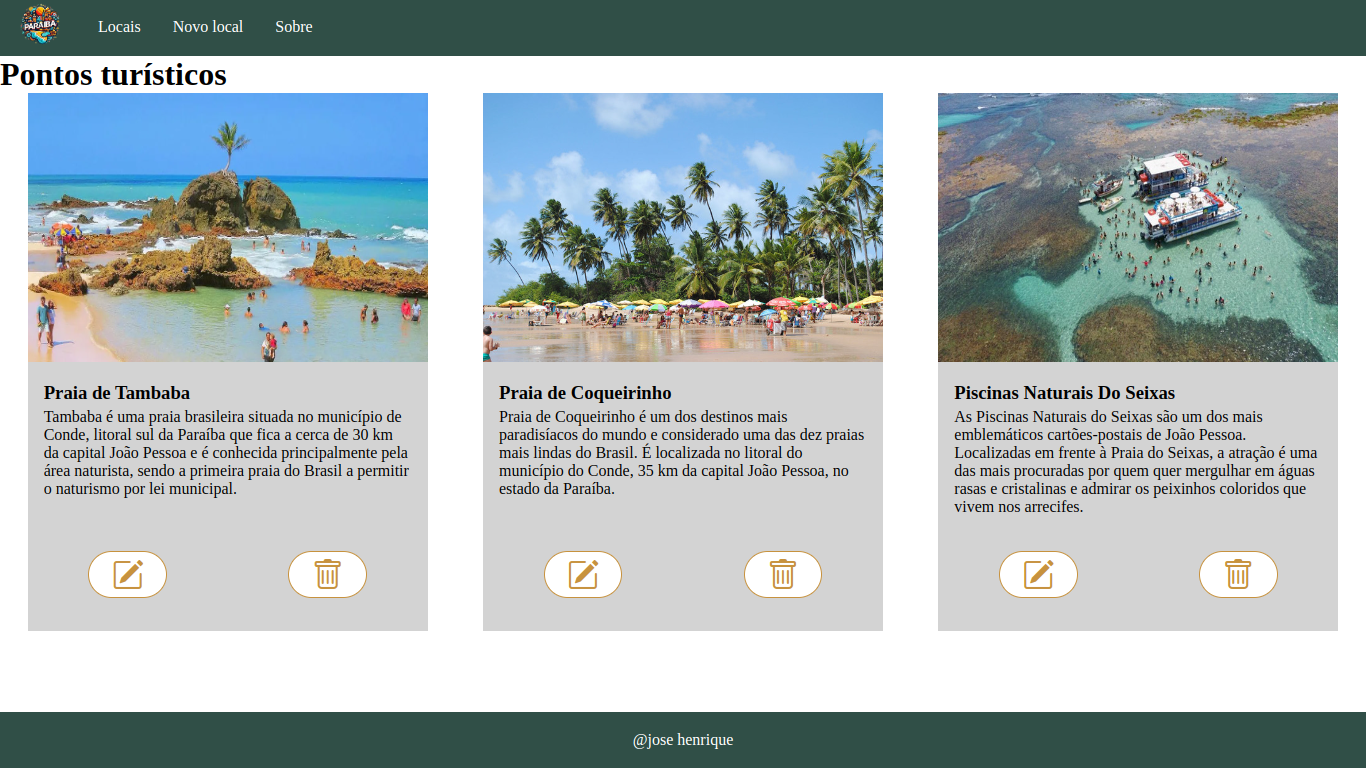 PARAÍBA
Locais
Novo local
Sobre
Pontos turísticos
Praia de Tambaba
Tambaba é uma praia brasileira situada no município de
Conde, litoral sul da Paraíba que fica a cerca de 30 km
da capital João Pessoa e é conhecida principalmente pela
área naturista, sendo a primeira praia do Brasil a permitir
o naturismo por lei municipal.
Praia de Coqueirinho
Praia de Coqueirinho é um dos destinos mais
paradisíacos do mundo e considerado uma das dez praias
mais lindas do Brasil. É localizada no litoral do
município do Conde, 35 km da capital João Pessoa, no
estado da Paraíba.
Piscinas Naturais Do Seixas
As Piscinas Naturais do Seixas são um dos mais
emblemáticos cartões-postais de João Pessoa.
Localizadas em frente à Praia do Seixas, a atração é uma
das mais procuradas por quem quer mergulhar em águas
rasas e cristalinas e admirar os peixinhos coloridos que
vivem nos arrecifes.
@jose henrique